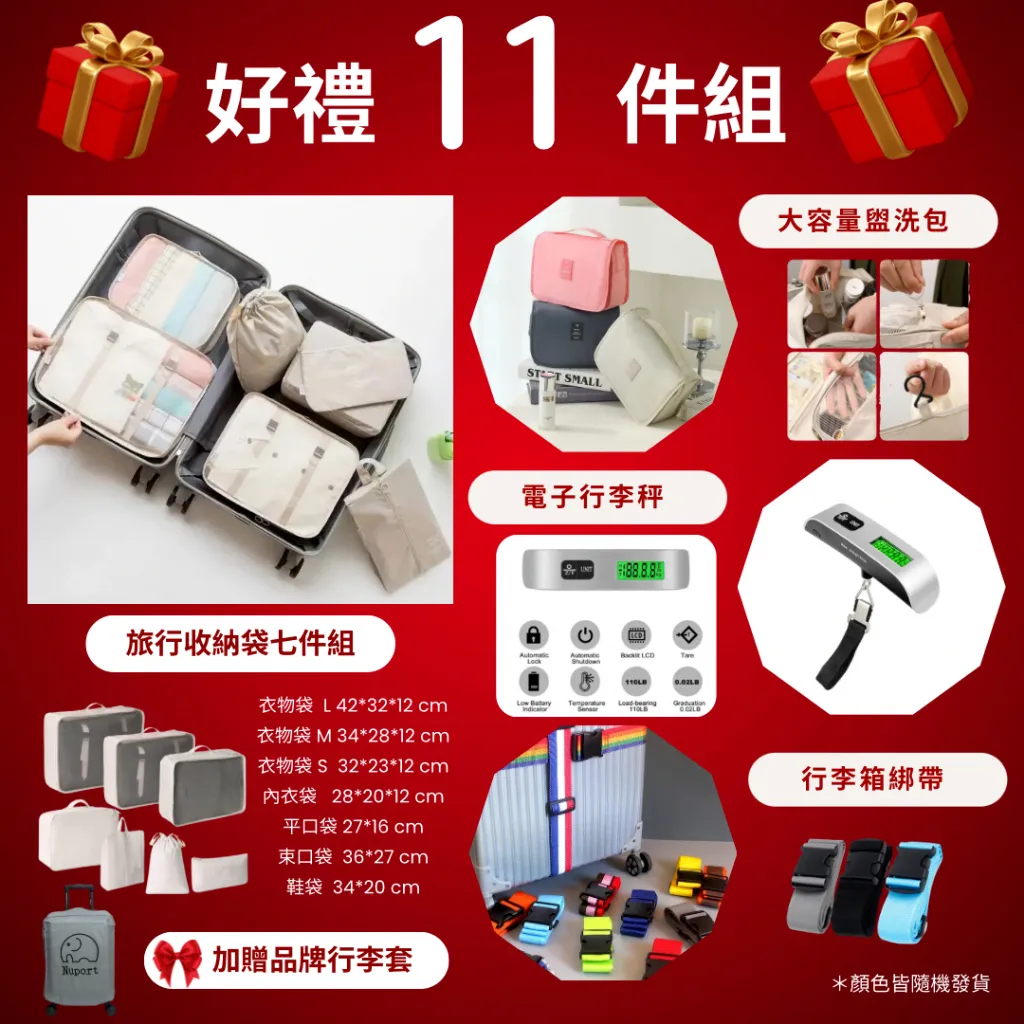 好禮 11 件組
大容量盥洗包
START SMALL
電子行李秤
UNIT
88.88
Automatic Lock
Automatic Shutdown
LCD
Backlit LCD
Tare
Low Battery Indicator
Temperature Sensor
110LB
Load-bearing 110LB
0.02LB
Graduation 0.02LB
UNIT
旅行收納袋七件組
衣物袋 L 42*32*12 cm
衣物袋 M 34*28*12 cm
衣物袋 S 32*23*12 cm
內衣袋 28*20*12 cm
平口袋 27*16 cm
束口袋 36*27 cm
鞋袋 34*20 cm
行李箱綁帶
Nuport
加贈品牌行李套
＊顏色皆隨機發貨